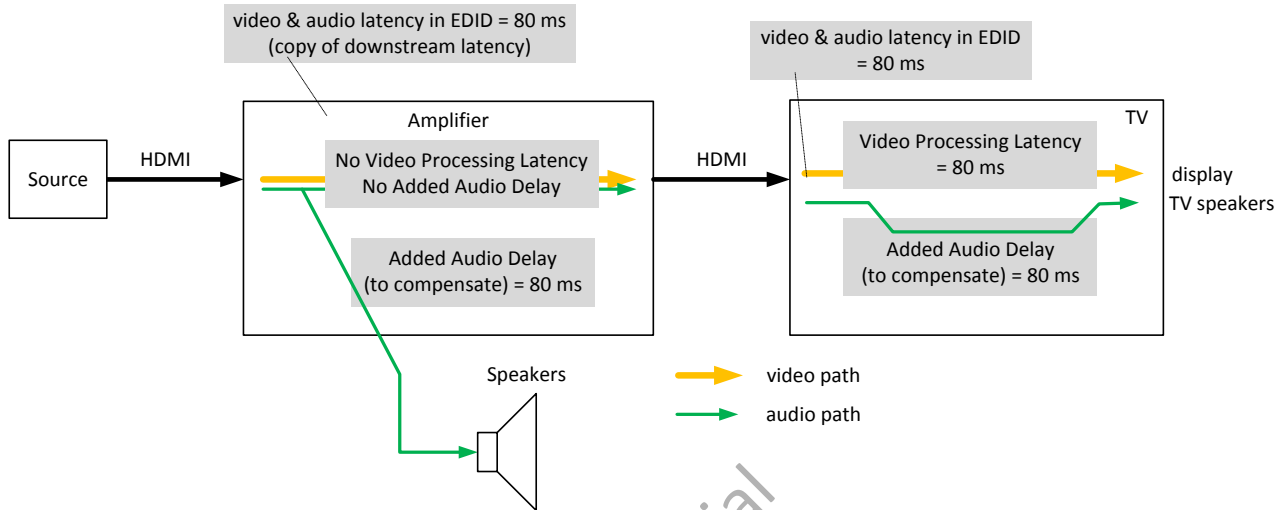 video & audio latency in EDID = 80 ms
(copy of downstream latency)
video & audio latency in EDID
= 80 ms
Amplifier
TV
Source
HDMI
No Video Processing Latency
No Added Audio Delay
HDMI
Video Processing Latency
= 80 ms
display
TV speakers
Added Audio Delay
(to compensate) = 80 ms
Added Audio Delay
(to compensate) = 80 ms
Speakers
video path
audio path
ial